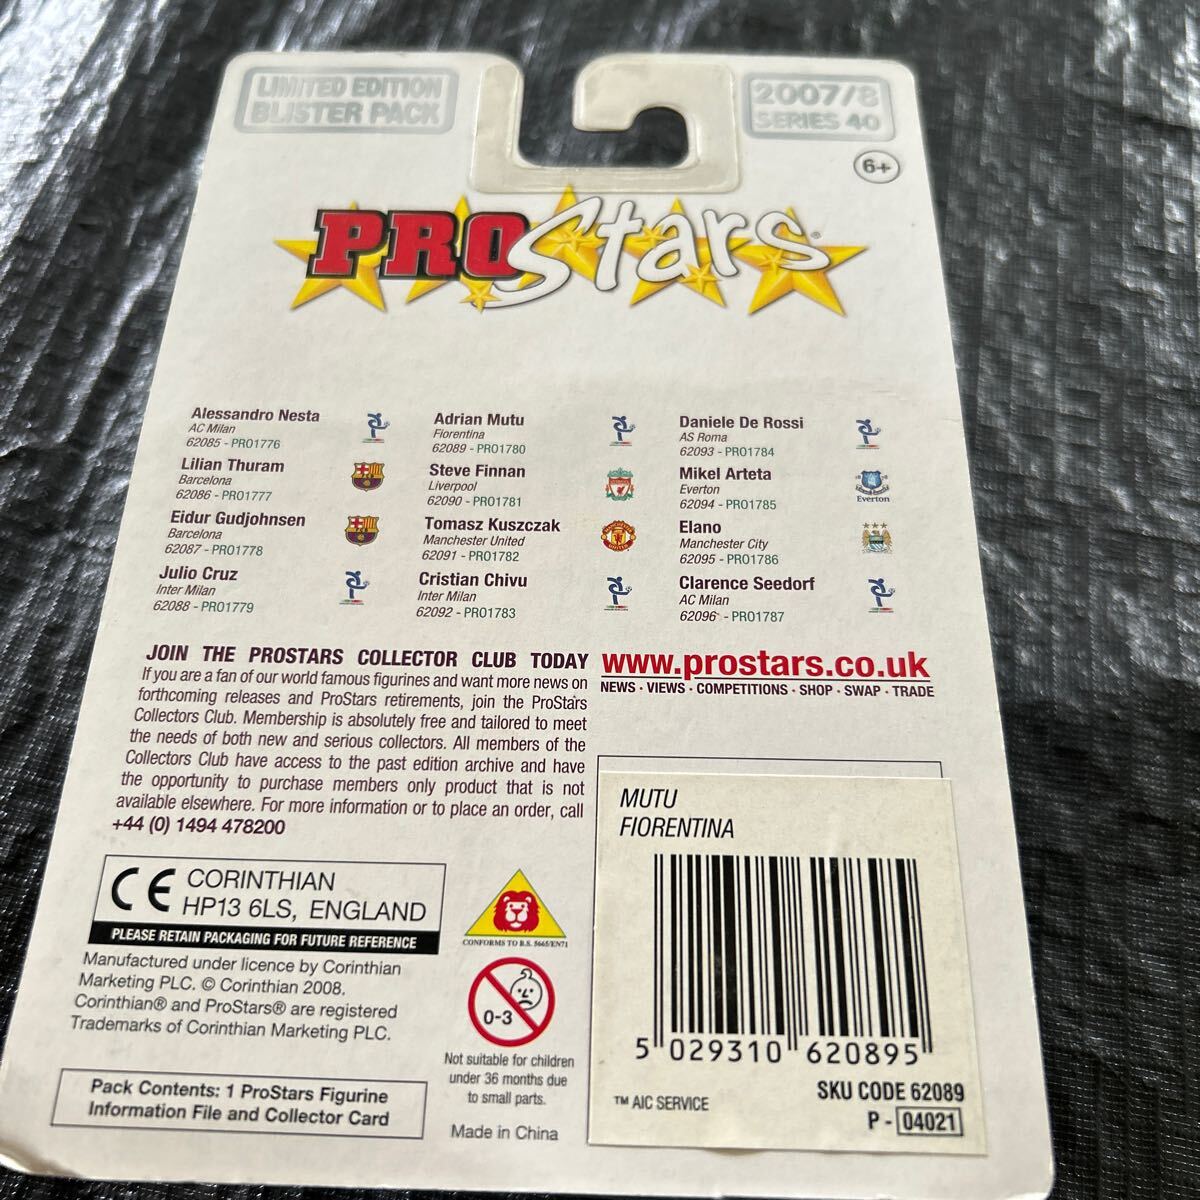 LIMITED EDITION
BLISTER PACK
2007/8
SERIES 40
6+
PROStars®
Alessandro Nesta
AC Milan
62085 - PRO1776
Lilian Thuram
Barcelona
62086 - PRO1777
Eidur Gudjohnsen
Barcelona
62087 - PRO1778
Julio Cruz
Inter Milan
62088 - PRO1779
Adrian Mutu
Fiorentina
62089 - PRO1780
Steve Finnan
Liverpool
62090 - PRO1781
Tomasz Kuszczak
Manchester United
62091 - PRO1782
Cristian Chivu
Inter Milan
62092 - PRO1783
Daniele De Rossi
AS Roma
62093 - PRO1784
Mikel Arteta
Everton
62094 - PRO1785
Everton
Elano
Manchester City
62095 - PRO1786
Clarence Seedorf
AC Milan
62096 - PRO1787
JOIN THE PROSTARS COLLECTOR CLUB TODAY
If you are a fan of our world famous figurines and want more news on
forthcoming releases and ProStars retirements, join the ProStars
Collectors Club. Membership is absolutely free and tailored to meet
the needs of both new and serious collectors. All members of the
Collectors Club have access to the past edition archive and have
the opportunity to purchase members only product that is not
available elsewhere. For more information or to place an order, call
+44 (0) 1494 478200
www.prostars.co.uk
NEWS · VIEWS · COMPETITIONS · SHOP · SWAP · TRADE
CE CORINTHIAN
HP13 6LS, ENGLAND
PLEASE RETAIN PACKAGING FOR FUTURE REFERENCE
Manufactured under licence by Corinthian
Marketing PLC. © Corinthian 2008.
Corinthian® and ProStars® are registered
Trademarks of Corinthian Marketing PLC.
Pack Contents: 1 ProStars Figurine
Information File and Collector Card
CONFORMS TO B.S. 5665/EN71
0-3
Not suitable for children
under 36 months due
to small parts.
Made in China
MUTU
FIORENTINA
5 029310 620895
SKU CODE 62089
™ AIC SERVICE
P - 04021